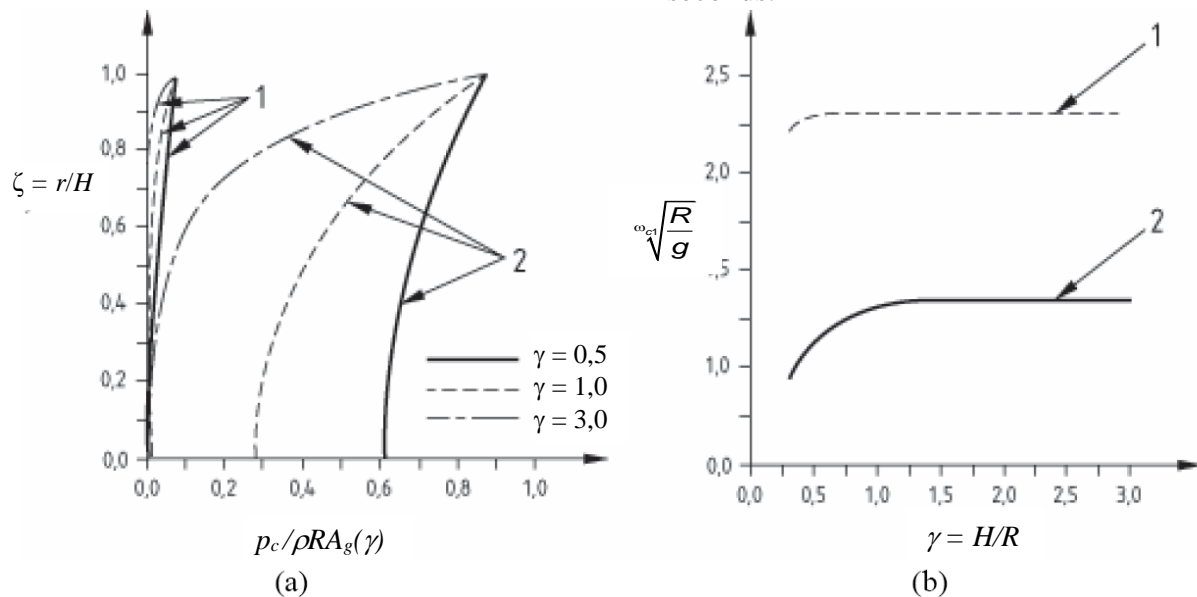 1,0
0,8
0,6
0,4
0,2
0,0
ζ = r/H
1
2
γ = 0,5
γ = 1,0
γ = 3,0
0,0 0,2 0,4 0,6 0,8 1,0
p_c/ρRA_g(γ)
(a)
2,5
2,0
,5
1,0
0,0
ω_c1 √R/g
1
2
0,0 0,5 1,0 1,5 2,0 2,5 3,0
γ = H/R
(b)